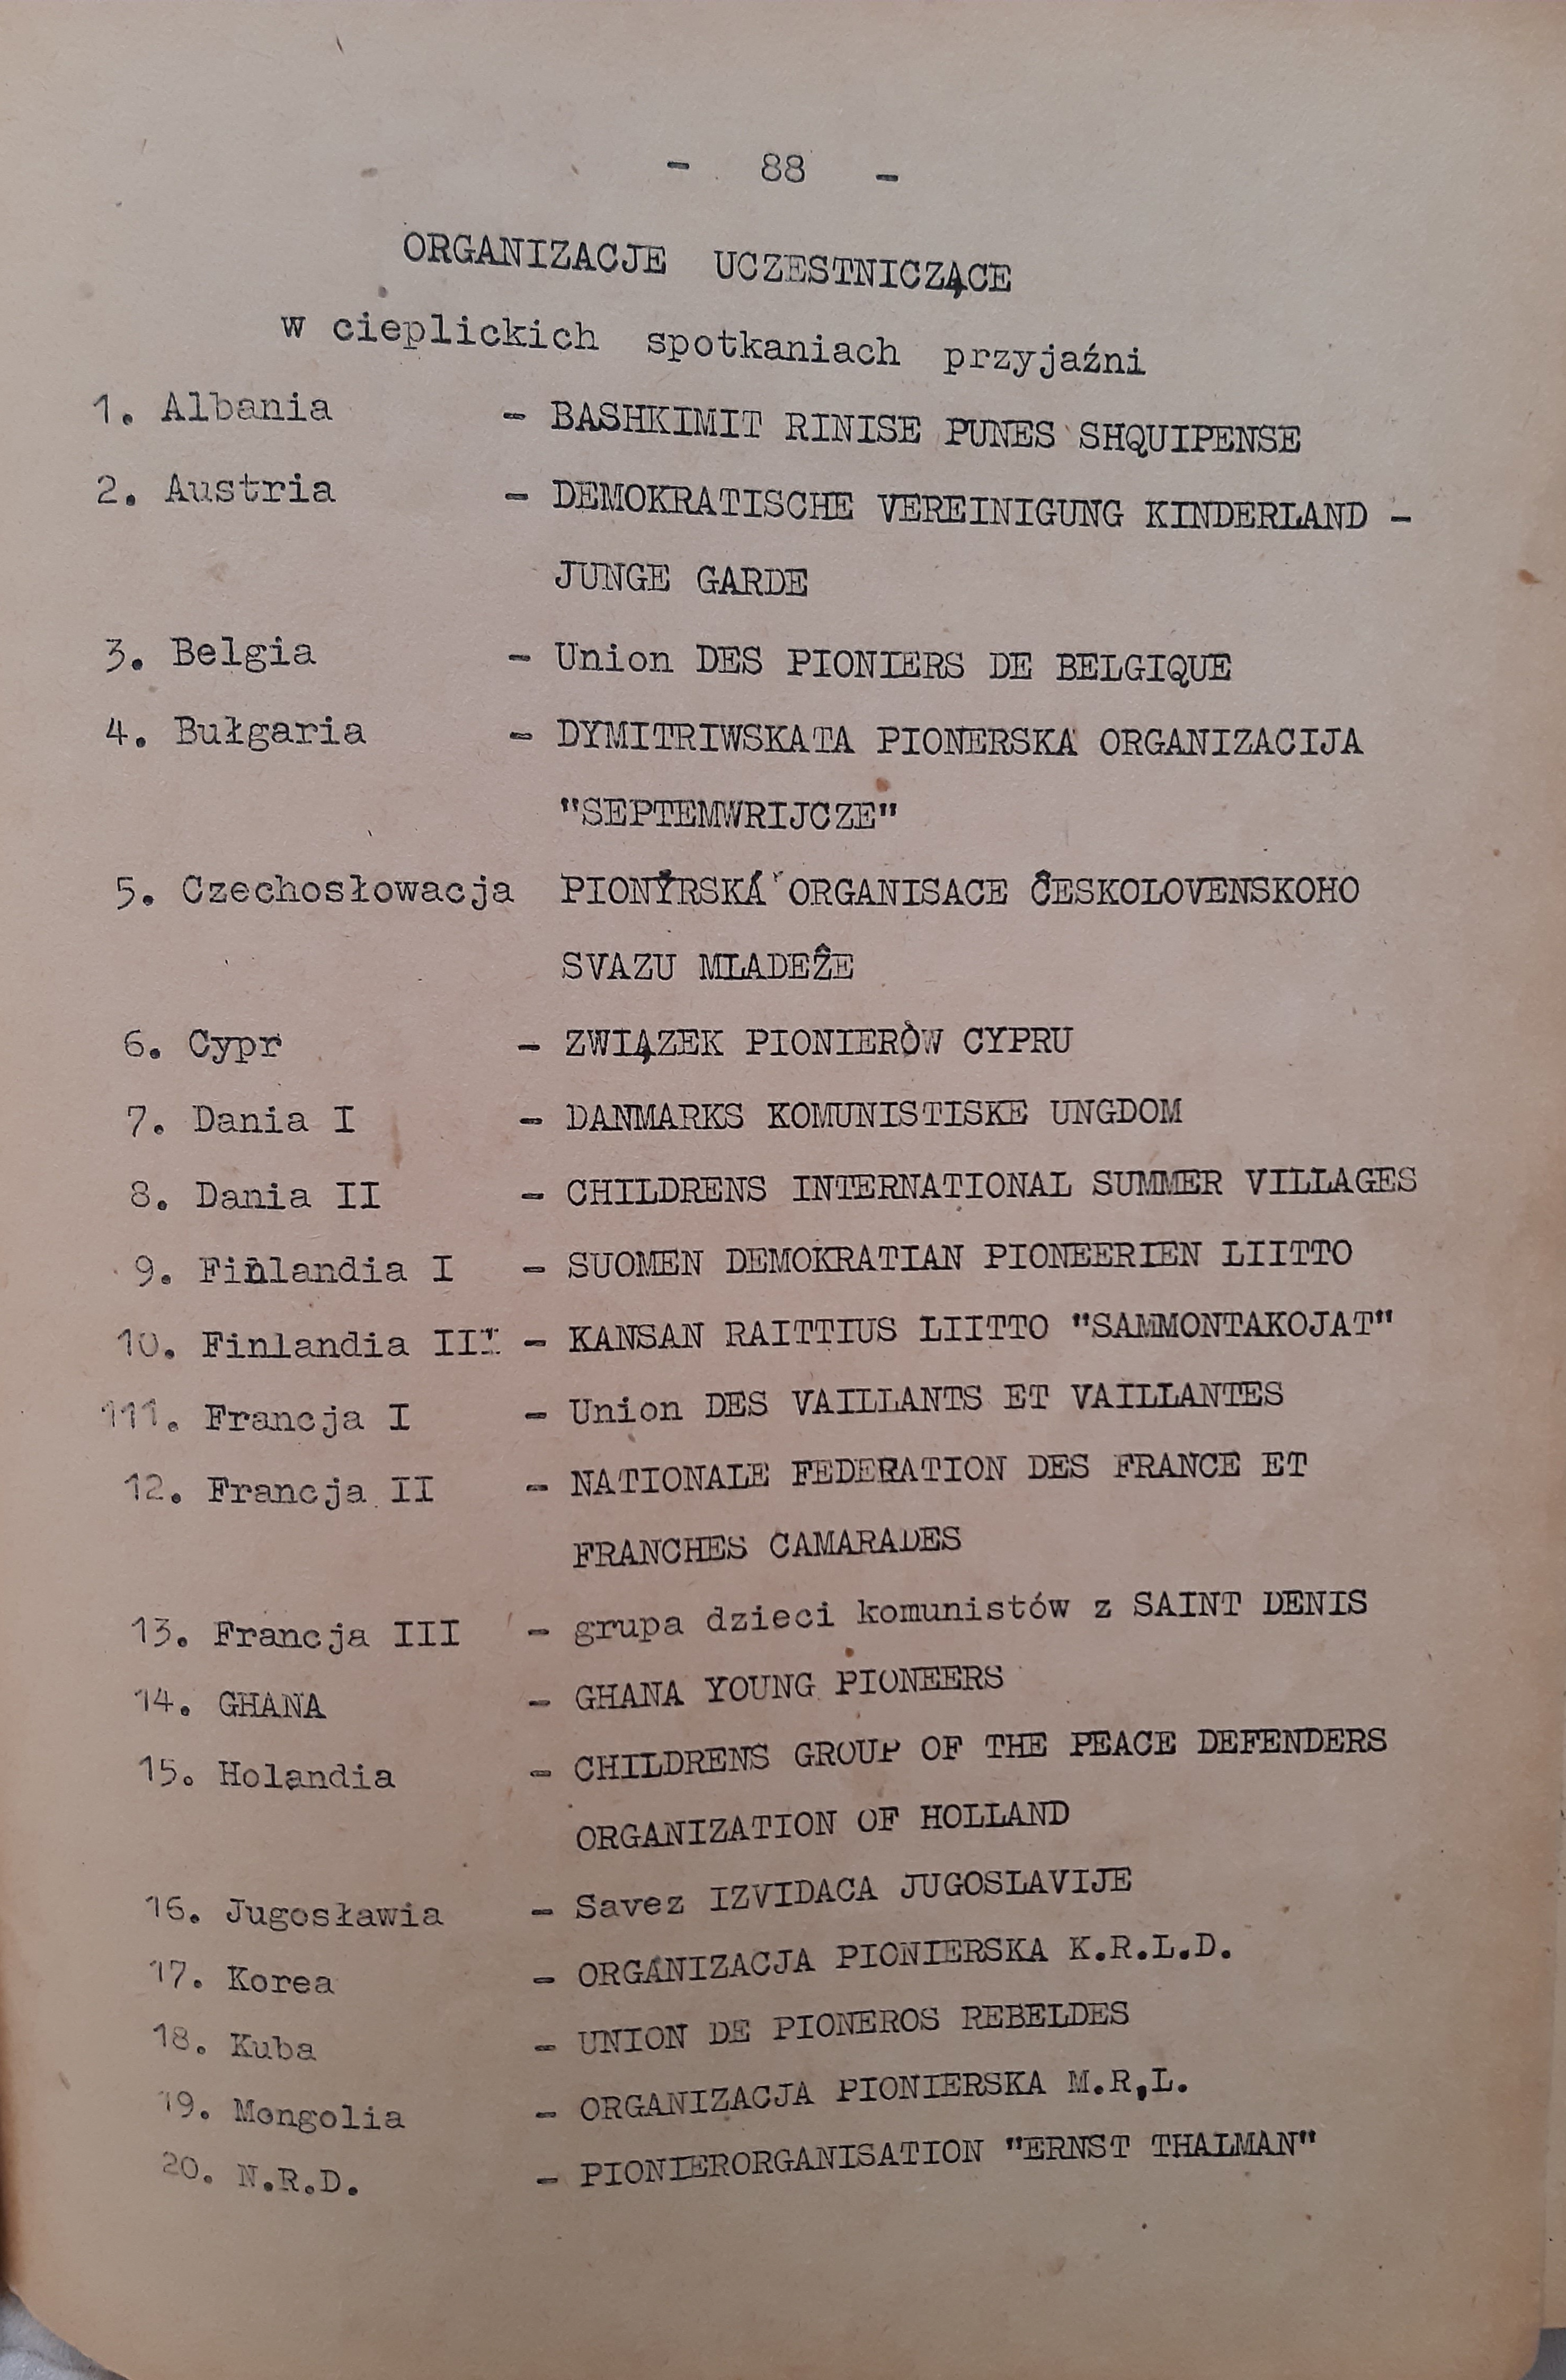 - 88 -
ORGANIZACJE UCZESTNICZĄCE
w cieplickich spotkaniach przyjaźni
1. Albania - BASHKIMIT RINISE PUNES SHQUIPENSE
2. Austria - DEMOKRATISCHE VEREINIGUNG KINDERLAND -
JUNGE GARDE
3. Belgia - Union DES PIONIERS DE BELGIQUE
4. Bułgaria - DYMITRIWSKATA PIONERSKA ORGANIZACIJA
"SEPTEMWRIJCZE"
5. Czechosłowacja PIONÝRSKÁ ORGANISACE ČESKOLOVENSKOHO
SVAZU MLADEŽE
6. Cypr - ZWIĄZEK PIONIERÓW CYPRU
7. Dania I - DANMARKS KOMUNISTISKE UNGDOM
8. Dania II - CHILDRENS INTERNATIONAL SUMMER VILLAGES
9. Finlandia I - SUOMEN DEMOKRATIAN PIONEERIEN LIITTO
10. Finlandia III - KANSAN RAITTIUS LIITTO "SAMMONTAKOJAT"
111. Francja I - Union DES VAILLANTS ET VAILLANTES
12. Francja II - NATIONALE FEDERATION DES FRANCE ET
FRANCHES CAMARADES
13. Francja III - grupa dzieci komunistów z SAINT DENIS
14. GHANA - GHANA YOUNG PIONEERS
15. Holandia - CHILDRENS GROUP OF THE PEACE DEFENDERS
ORGANIZATION OF HOLLAND
16. Jugosławia - Savez IZVIDACA JUGOSLAVIJE
17. Korea - ORGANIZACJA PIONIERSKA K.R.L.D.
18. Kuba - UNION DE PIONEROS REBELDES
19. Mongolia - ORGANIZACJA PIONIERSKA M.R,L.
20. N.R.D. - PIONIERORGANISATION "ERNST THALMAN"